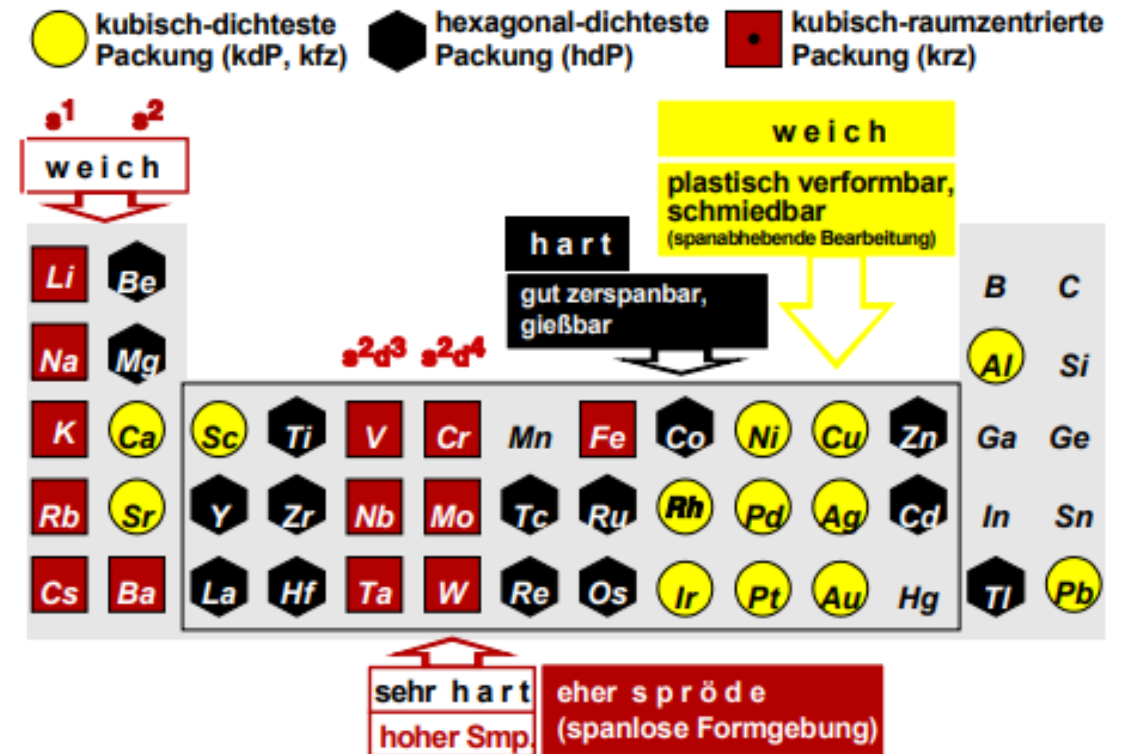 kubisch-dichteste
Packung (kdP, kfz)
hexagonal-dichteste
Packung (hdP)
kubisch-raumzentrierte
Packung (krz)
s¹ s²
weich
weich
plastisch verformbar,
schmiedbar
(spanabhebende Bearbeitung)
hart
gut zerspanbar,
gießbar
s²d³ s²d⁴
Li Be B C
Na Mg Al Si
K Ca Sc Ti V Cr Mn Fe Co Ni Cu Zn Ga Ge
Rb Sr Y Zr Nb Mo Tc Ru Rh Pd Ag Cd In Sn
Cs Ba La Hf Ta W Re Os Ir Pt Au Hg Tl Pb
sehr hart
hoher Smp.
eher spröde
(spanlose Formgebung)